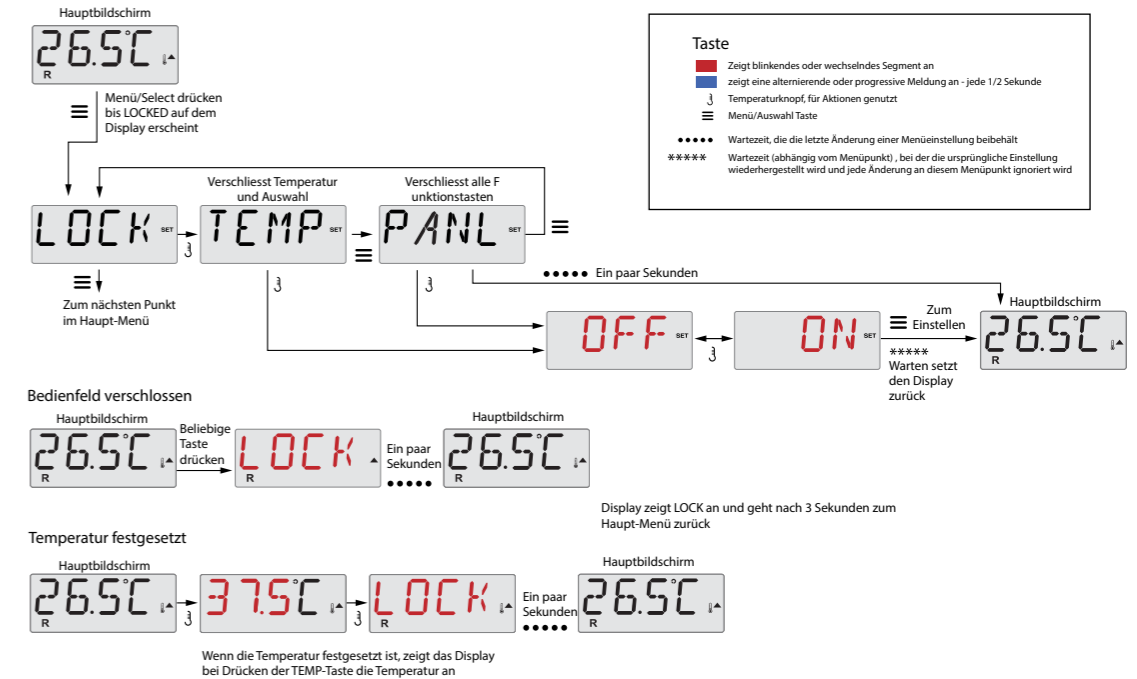 Hauptbildschirm
26.5°C
R
Menü/Select drücken
bis LOCKED auf dem
Display erscheint
Taste
Zeigt blinkendes oder wechselndes Segment an
zeigt eine alternierende oder progressive Meldung an - jede 1/2 Sekunde
Temperaturknopf, für Aktionen genutzt
Menü/Auswahl Taste
••••• Wartezeit, die die letzte Änderung einer Menüeinstellung beibehält
***** Wartezeit (abhängig vom Menüpunkt) , bei der die ursprüngliche Einstellung
wiederhergestellt wird und jede Änderung an diesem Menüpunkt ignoriert wird
Verschliesst Temperatur
und Auswahl
Verschliesst alle F
unktionstasten
LOCK SET
TEMP SET
PANL SET
Zum nächsten Punkt
im Haupt-Menü
••••• Ein paar Sekunden
OFF SET
ON SET
Zum
Einstellen
*****
Warten setzt
den Display
zurück
Hauptbildschirm
26.5°C
R
Bedienfeld verschlossen
Hauptbildschirm
26.5°C
R
Beliebige
Taste
drücken
LOCK
R
Ein paar
Sekunden
•••••
Hauptbildschirm
26.5°C
R
Display zeigt LOCK an und geht nach 3 Sekunden zum
Haupt-Menü zurück
Temperatur festgesetzt
Hauptbildschirm
26.5°C
R
37.5°C
LOCK
R
Ein paar
Sekunden
•••••
Hauptbildschirm
26.5°C
R
Wenn die Temperatur festgesetzt ist, zeigt das Display
bei Drücken der TEMP-Taste die Temperatur an